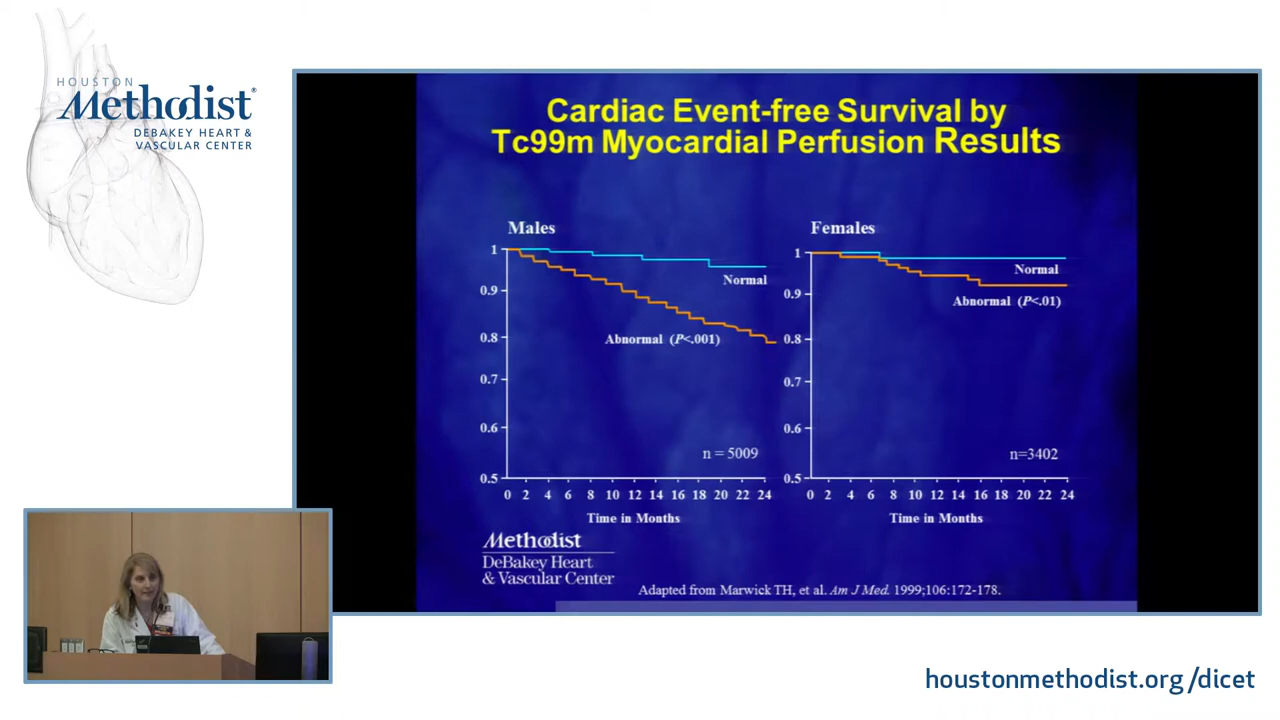 HOUSTON
Methodist®
DEBAKEY HEART &
VASCULAR CENTER
Cardiac Event-free Survival by
Tc99m Myocardial Perfusion Results
Males
1
0.9
0.8
0.7
0.6
0.5
Normal
Abnormal (P<.001)
n = 5009
0 2 4 6 8 10 12 14 16 18 20 22 24
Time in Months
Females
1
0.9
0.8
0.7
0.6
0.5
Normal
Abnormal (P<.01)
n=3402
0 2 4 6 8 10 12 14 16 18 20 22 24
Time in Months
Methodist
DeBakey Heart
& Vascular Center
Adapted from Marwick TH, et al. Am J Med. 1999;106:172-178.
houstonmethodist.org/dicet